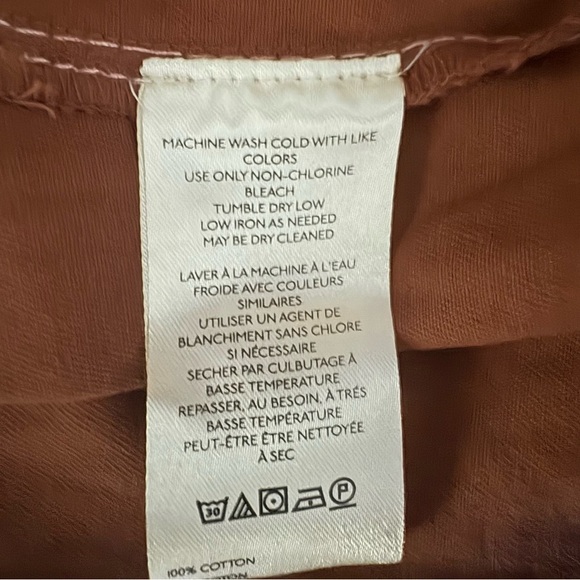 MACHINE WASH COLD WITH LIKE
COLORS
USE ONLY NON-CHLORINE
BLEACH
TUMBLE DRY LOW
LOW IRON AS NEEDED
MAY BE DRY CLEANED
LAVER À LA MACHINE À L'EAU
FROIDE AVEC COULEURS
SIMILAIRES
UTILISER UN AGENT DE
BLANCHIMENT SANS CHLORE
SI NÉCESSAIRE
SECHER PAR CULBUTAGE À
BASSE TEMPERATURE
REPASSER, AU BESOIN, À TRÉS
BASSE TEMPÉRATURE
PEUT-ÊTRE ÊTRE NETTOYÉE
À SEC
30 P
100% COTTON